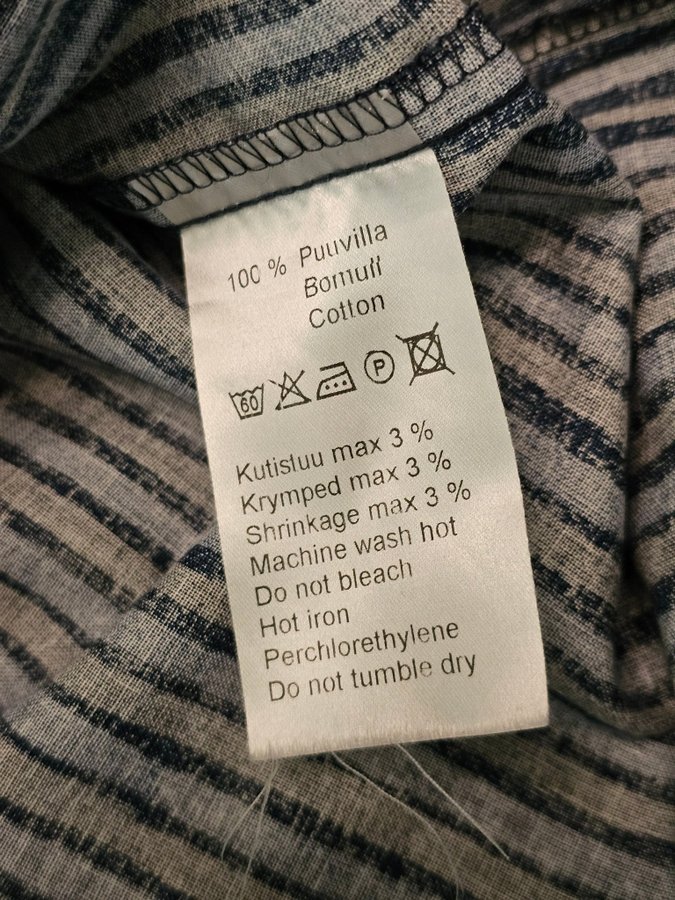 100 % Puuvilla
Bomull
Cotton
60 P
Kutistuu max 3 %
Krymped max 3 %
Shrinkage max 3 %
Machine wash hot
Do not bleach
Hot iron
Perchlorethylene
Do not tumble dry